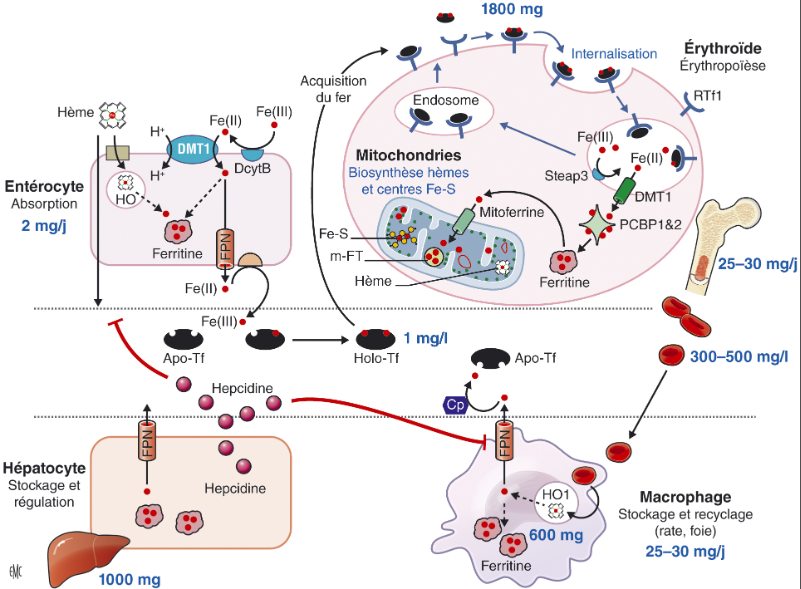 1800 mg
Internalisation
Érythroïde
Érythropoïèse
RTf1
Acquisition
du fer
Endosome
Fe(III)
Fe(II)
Steap3
DMT1
PCBP1&2
Mitochondries
Biosynthèse hèmes
et centres Fe-S
Mitoferrine
Fe-S
m-FT
Hème
Ferritine
Hème
H+
Fe(II)
Fe(III)
DMT1
H+
DcytB
HO
Entérocyte
Absorption
2 mg/j
Ferritine
FPN
Fe(II)
Fe(III)
25–30 mg/j
Apo-Tf
Holo-Tf
1 mg/l
300–500 mg/l
Apo-Tf
Hepcidine
Cp
FPN
FPN
Hépatocyte
Stockage et
régulation
Hepcidine
1000 mg
HO1
600 mg
Ferritine
Macrophage
Stockage et recyclage
(rate, foie)
25–30 mg/j
EMC